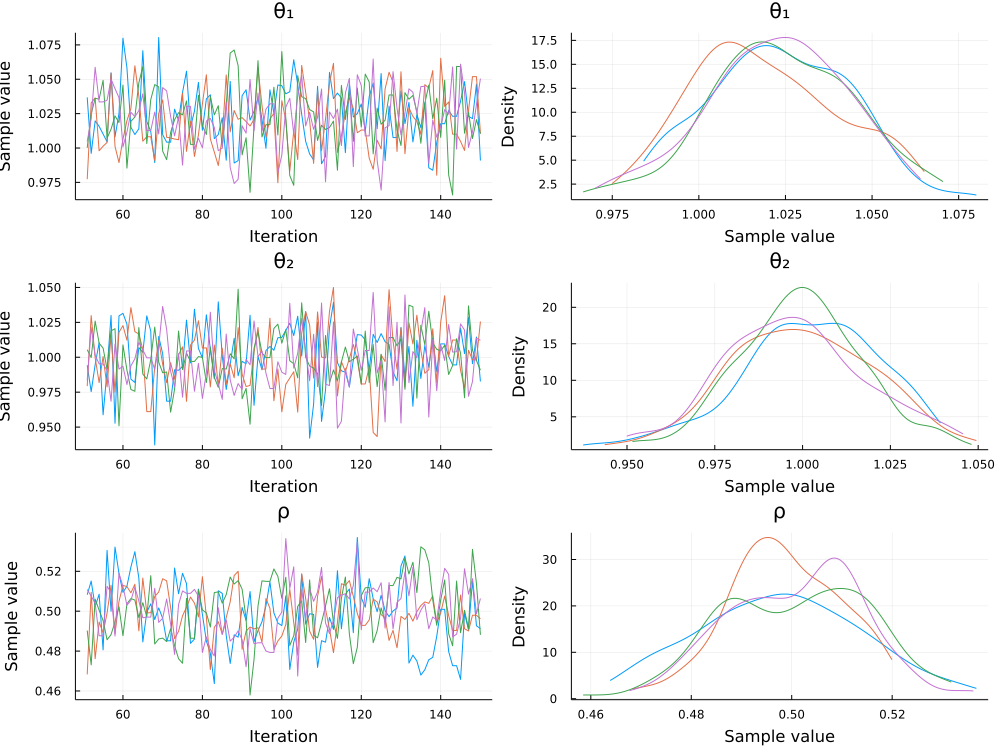 θ₁
Sample value
1.075
1.050
1.025
1.000
0.975
60 80 100 120 140
Iteration
θ₁
Density
17.5
15.0
12.5
10.0
7.5
5.0
2.5
0.975 1.000 1.025 1.050 1.075
Sample value
θ₂
Sample value
1.050
1.025
1.000
0.975
0.950
60 80 100 120 140
Iteration
θ₂
Density
20
15
10
5
0.950 0.975 1.000 1.025 1.050
Sample value
ρ
Sample value
0.52
0.50
0.48
0.46
60 80 100 120 140
Iteration
ρ
Density
30
20
10
0
0.46 0.48 0.50 0.52
Sample value